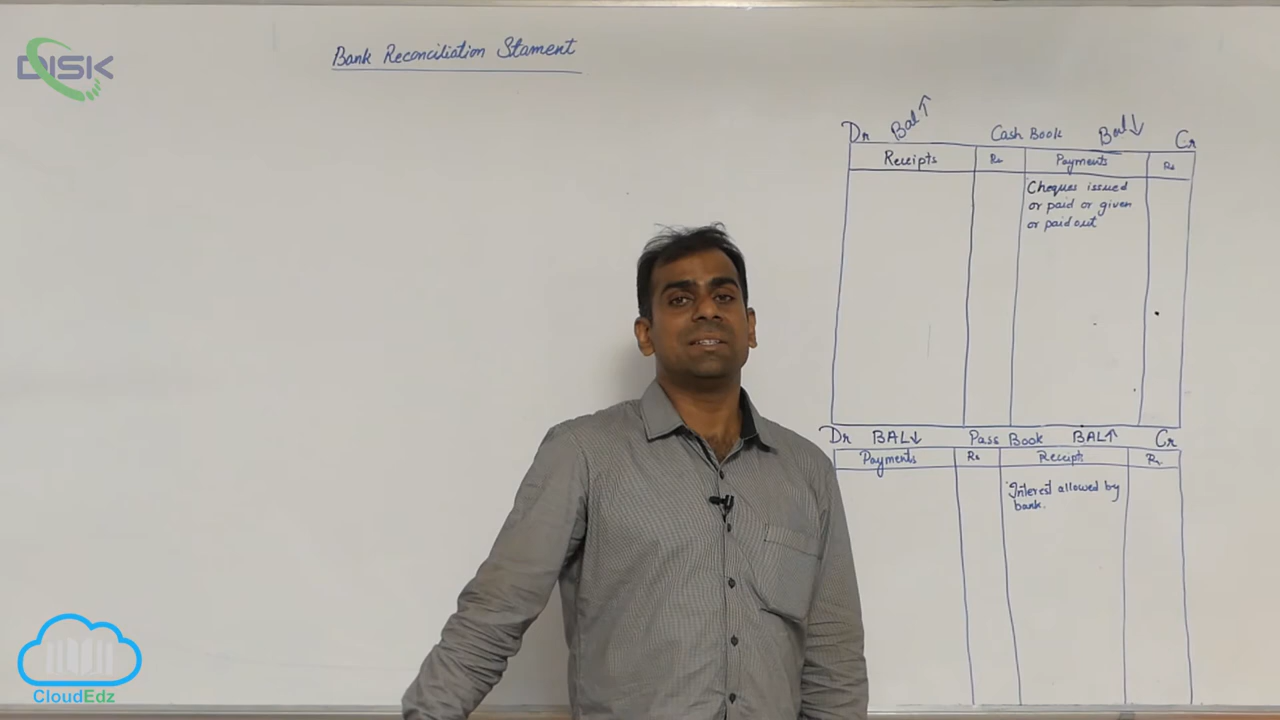 DISK
Bank Reconciliation Stament
Dr Bal↑ Cash Book Bal↓ Cr
Receipts Rs Payments Rs
Cheques issued
or paid or given
or paid out
Dr BAL↓ Pass Book BAL↑ Cr
Payments Rs Receipts Rs
Interest allowed by
bank.
CloudEdz